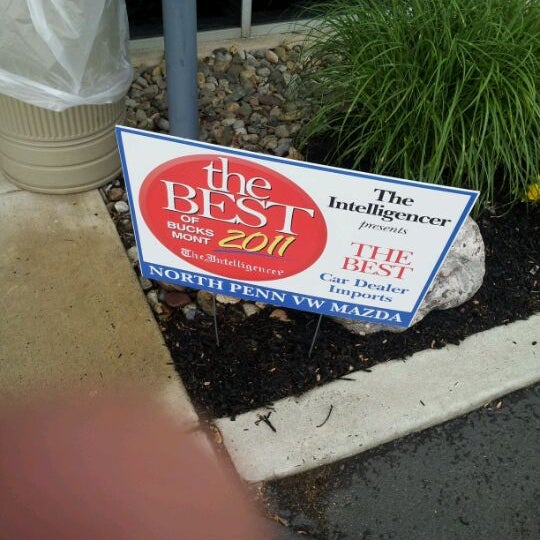 the
BEST
OF
BUCKS
MONT
2011
The Intelligencer
The
Intelligencer
presents
THE
BEST
Car Dealer
Imports
NORTH PENN VW MAZDA